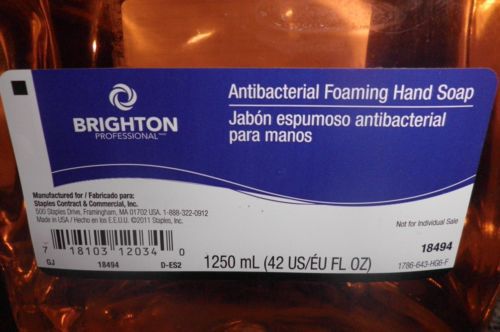 BRIGHTON
PROFESSIONAL™
Antibacterial Foaming Hand Soap
Jabón espumoso antibacterial
para manos
Manufactured for / Fabricado para:
Staples Contract & Commercial, Inc.
500 Staples Drive, Framingham, MA 01702 USA. 1-888-322-0912
Made in USA / Hecho en los E.E.U.U. ©2011 Staples, Inc.
7 18103 12034 0
GJ 18494 D-ES2
1250 mL (42 US/ÉU FL OZ)
Not for Individual Sale
18494
1786-643-HG6-F